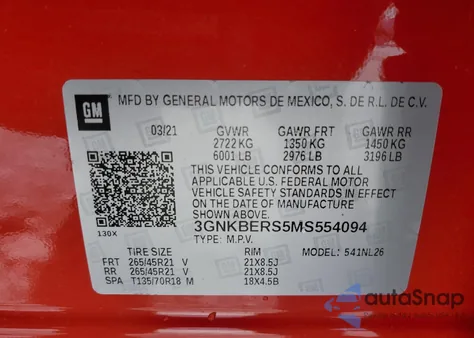 GM
MFD BY GENERAL MOTORS DE MEXICO, S. DE R.L. DE C.V.
03/21 GVWR GAWR FRT GAWR RR
2722 KG 1350 KG 1450 KG
6001 LB 2976 LB 3196 LB
THIS VEHICLE CONFORMS TO ALL
APPLICABLE U.S. FEDERAL MOTOR
VEHICLE SAFETY STANDARDS IN EFFECT
ON THE DATE OF MANUFACTURE
SHOWN ABOVE.
130X
3GNKBERS5MS554094
TYPE: M.P.V.
TIRE SIZE RIM MODEL: 541NL26
FRT 265/45R21 V 21X8.5J
RR 265/45R21 V 21X8.5J
SPA T135/70R18 M 18X4.5B
autoSnap